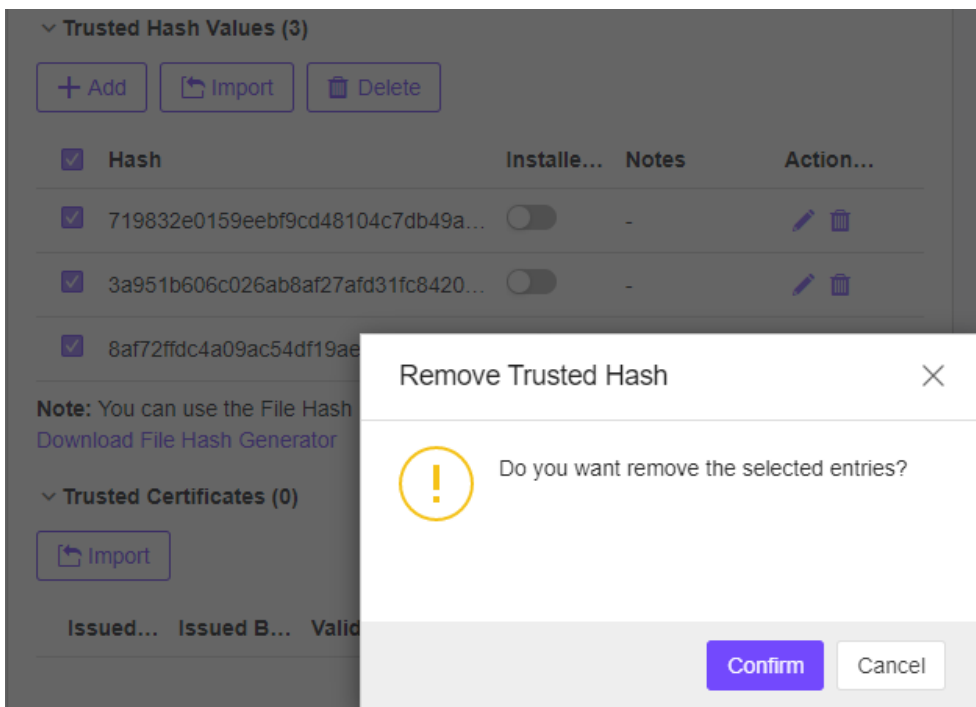 Trusted Hash Values (3)
Add Import Delete
Hash Installe... Notes Action...
719832e0159eebf9cd48104c7db49a... -
3a951b606c026ab8af27afd31fc8420... -
8af72ffdc4a09ac54df19ae
Remove Trusted Hash
Note: You can use the File Hash
Download File Hash Generator
Do you want remove the selected entries?
Trusted Certificates (0)
Import
Issued... Issued B... Valid
Confirm Cancel